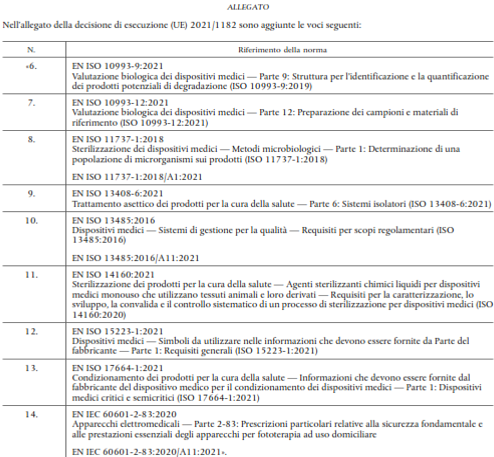 ALLEGATO
Nell'allegato della decisione di esecuzione (UE) 2021/1182 sono aggiunte le voci seguenti:
N. Riferimento della norma
«6. EN ISO 10993-9:2021
Valutazione biologica dei dispositivi medici — Parte 9: Struttura per l'identificazione e la quantificazione
dei prodotti potenziali di degradazione (ISO 10993-9:2019)
7. EN ISO 10993-12:2021
Valutazione biologica dei dispositivi medici — Parte 12: Preparazione dei campioni e materiali di
riferimento (ISO 10993-12:2021)
8. EN ISO 11737-1:2018
Sterilizzazione dei dispositivi medici — Metodi microbiologici — Parte 1: Determinazione di una
popolazione di microrganismi sui prodotti (ISO 11737-1:2018)
EN ISO 11737-1:2018/A1:2021
9. EN ISO 13408-6:2021
Trattamento asettico dei prodotti per la cura della salute — Parte 6: Sistemi isolatori (ISO 13408-6:2021)
10. EN ISO 13485:2016
Dispositivi medici — Sistemi di gestione per la qualità — Requisiti per scopi regolamentari (ISO
13485:2016)
EN ISO 13485:2016/A11:2021
11. EN ISO 14160:2021
Sterilizzazione dei prodotti per la cura della salute — Agenti sterilizzanti chimici liquidi per dispositivi
medici monouso che utilizzano tessuti animali e loro derivati — Requisiti per la caratterizzazione, lo
sviluppo, la convalida e il controllo sistematico di un processo di sterilizzazione per dispositivi medici (ISO
14160:2020)
12. EN ISO 15223-1:2021
Dispositivi medici — Simboli da utilizzare nelle informazioni che devono essere fornite da Parte del
fabbricante — Parte 1: Requisiti generali (ISO 15223-1:2021)
13. EN ISO 17664-1:2021
Condizionamento dei prodotti per la cura della salute — Informazioni che devono essere fornite dal
fabbricante del dispositivo medico per il condizionamento dei dispositivi medici — Parte 1: Dispositivi
medici critici e semicritici (ISO 17664-1:2021)
14. EN IEC 60601-2-83:2020
Apparecchi elettromedicali — Parte 2-83: Prescrizioni particolari relative alla sicurezza fondamentale e
alle prestazioni essenziali degli apparecchi per fototerapia ad uso domiciliare
EN IEC 60601-2-83:2020/A11:2021».